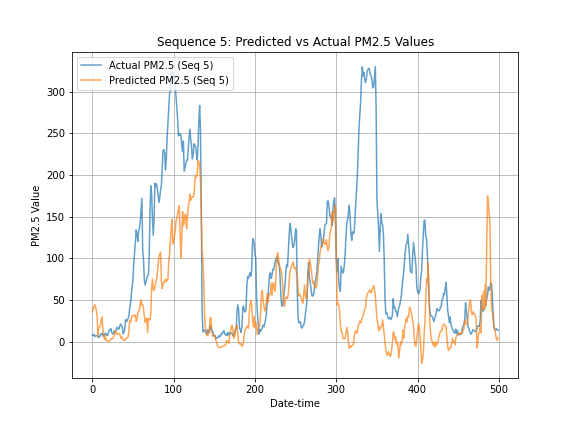 Sequence 5: Predicted vs Actual PM2.5 Values
Actual PM2.5 (Seq 5)
Predicted PM2.5 (Seq 5)
300
250
200
150
100
50
0
PM2.5 Value
0 100 200 300 400 500
Date-time